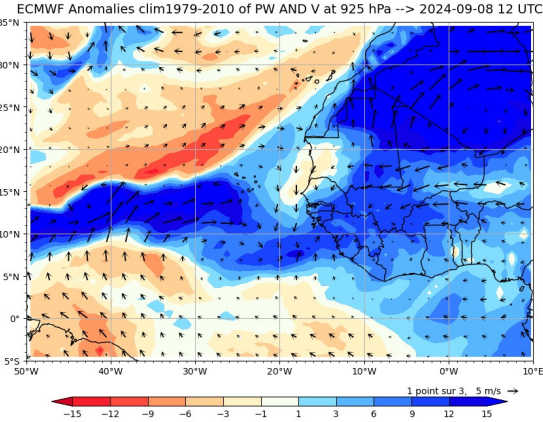 ECMWF Anomalies clim1979-2010 of PW AND V at 925 hPa --> 2024-09-08 12 UTC
35°N
30°N
25°N
20°N
15°N
10°N
5°N
0°
5°S
50°W 40°W 30°W 20°W 10°W 0°W 10°E
1 point sur 3, 5 m/s
−15 −12 −9 −6 −3 −1 1 3 6 9 12 15